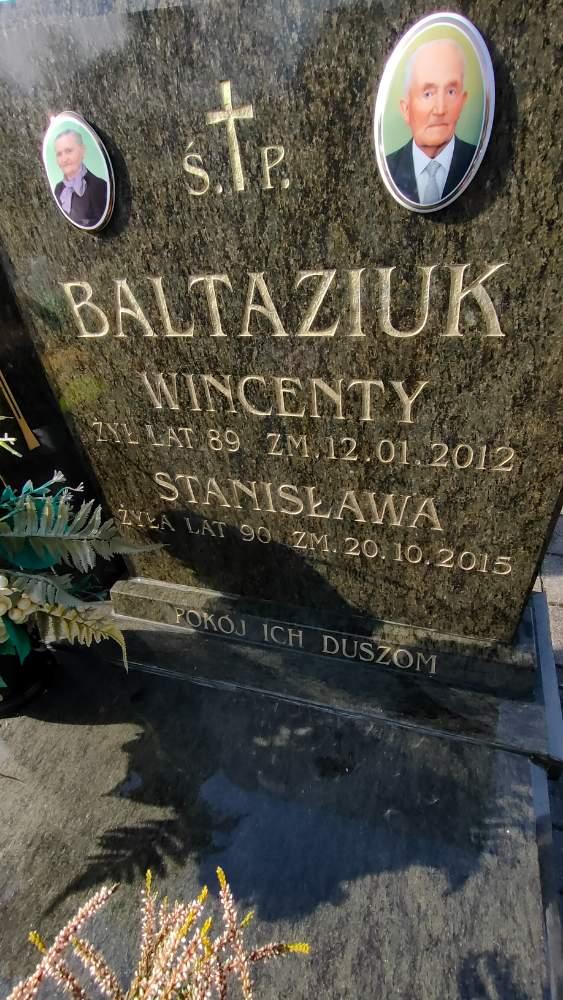 Ś. P.
BALTAZIUK
WINCENTY
ŻYŁ LAT 89 ZM. 12.01.2012
STANISŁAWA
ŻYŁA LAT 90 ZM. 20.10.2015
POKÓJ ICH DUSZOM